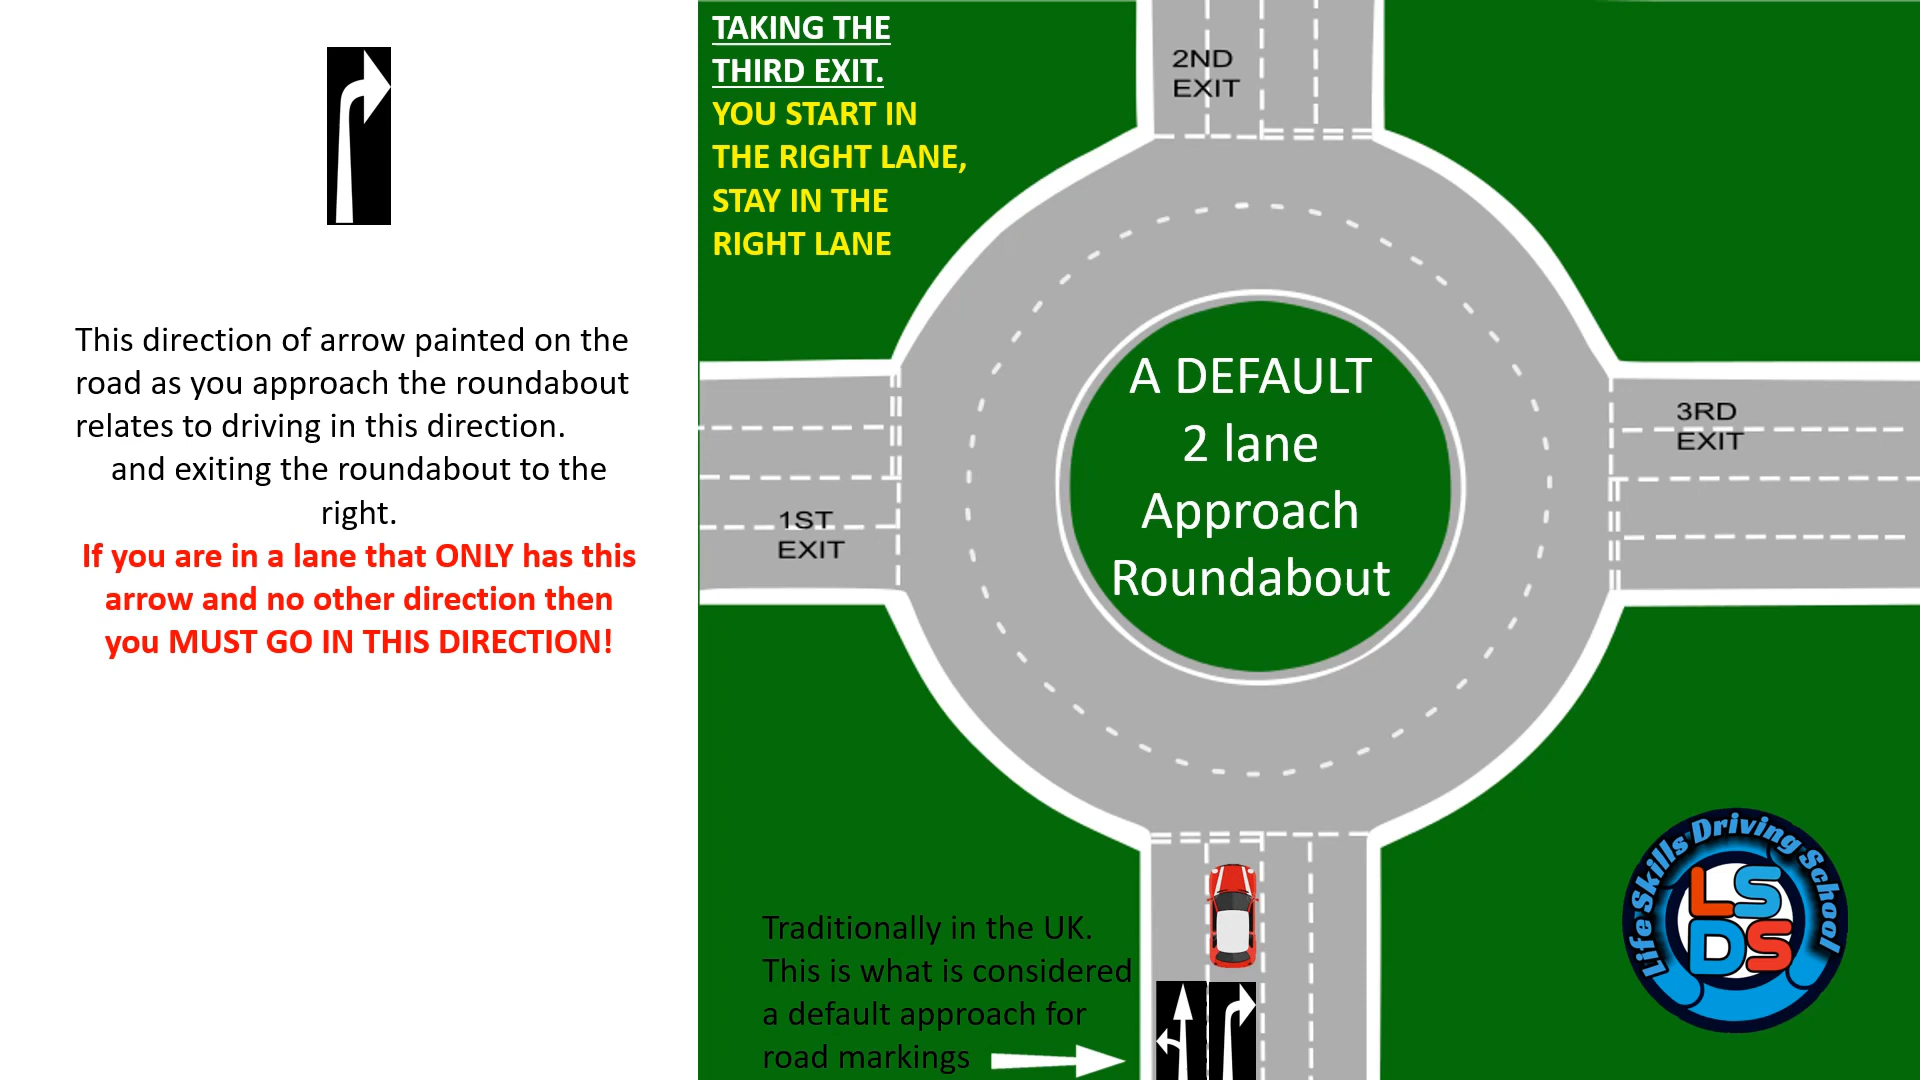 This direction of arrow painted on the
road as you approach the roundabout
relates to driving in this direction.
and exiting the roundabout to the
right.
If you are in a lane that ONLY has this
arrow and no other direction then
you MUST GO IN THIS DIRECTION!
TAKING THE
THIRD EXIT.
YOU START IN
THE RIGHT LANE,
STAY IN THE
RIGHT LANE
2ND
EXIT
A DEFAULT
2 lane
Approach
Roundabout
3RD
EXIT
1ST
EXIT
Traditionally in the UK.
This is what is considered
a default approach for
road markings
Life Skills Driving School
LS
DS